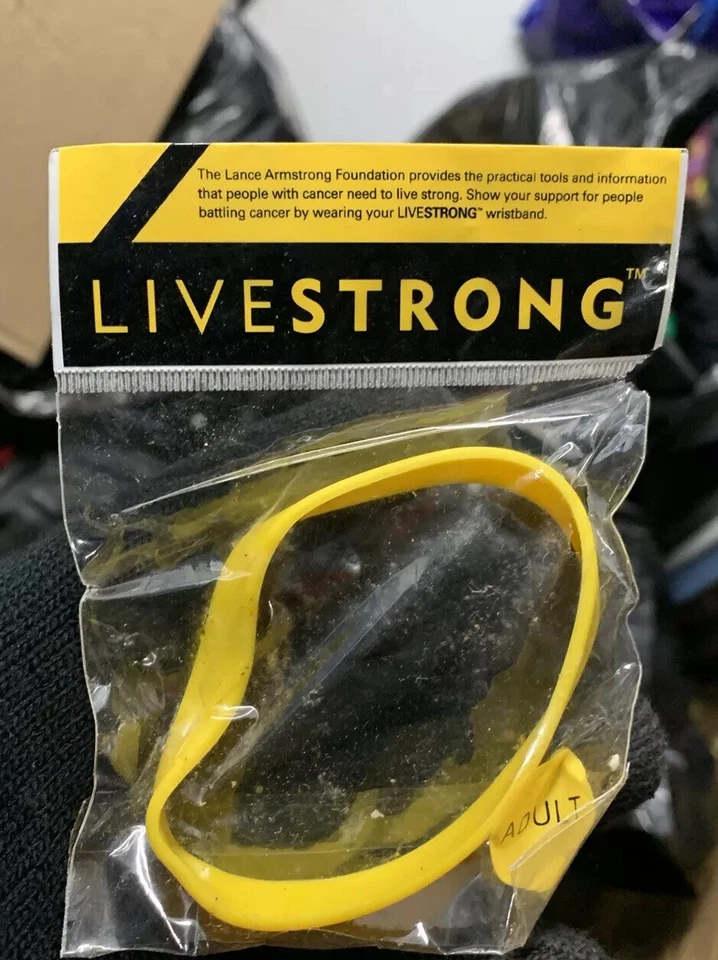 The Lance Armstrong Foundation provides the practical tools and information
that people with cancer need to live strong. Show your support for people
battling cancer by wearing your LIVESTRONG™ wristband.
LIVESTRONG™
ADULT